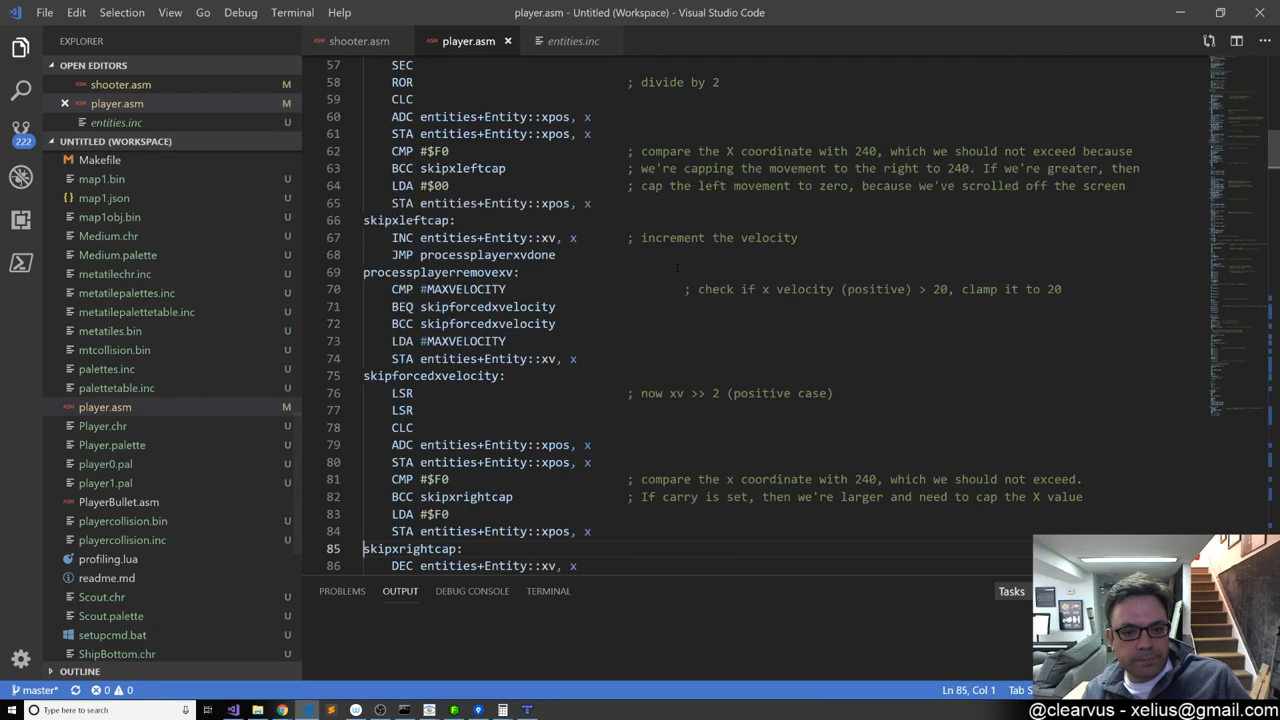 File Edit Selection View Go Debug Terminal Help
player.asm - Untitled (Workspace) - Visual Studio Code
EXPLORER
OPEN EDITORS
ASM shooter.asm M
ASM player.asm M
entities.inc U
222
UNTITLED (WORKSPACE)
Makefile
map1.bin U
map1.json U
map1obj.bin U
Medium.chr U
Medium.palette U
metatilechr.inc U
metatilepalettes.inc U
metatilepalettetable.inc U
metatiles.bin U
mtcollision.bin U
palettes.inc U
palettetable.inc U
ASM player.asm M
Player.chr U
Player.palette U
player0.pal U
player1.pal U
ASM PlayerBullet.asm M
playercollision.bin U
playercollision.inc U
profiling.lua U
readme.md U
Scout.chr U
Scout.palette U
setupcmd.bat U
ShipBottom.chr U
OUTLINE
ASM shooter.asm
ASM player.asm
entities.inc
57 SEC
58 ROR ; divide by 2
59 CLC
60 ADC entities+Entity::xpos, x
61 STA entities+Entity::xpos, x
62 CMP #$F0 ; compare the X coordinate with 240, which we should not exceed because
63 BCC skipxleftcap ; we're capping the movement to the right to 240. If we're greater, then
64 LDA #$00 ; cap the left movement to zero, because we've scrolled off the screen
65 STA entities+Entity::xpos, x
66 skipxleftcap:
67 INC entities+Entity::xv, x ; increment the velocity
68 JMP processplayerxvdone
69 processplayerremovexv:
70 CMP #MAXVELOCITY ; check if x velocity (positive) > 20, clamp it to 20
71 BEQ skipforcedxvelocity
72 BCC skipforcedxvelocity
73 LDA #MAXVELOCITY
74 STA entities+Entity::xv, x
75 skipforcedxvelocity:
76 LSR ; now xv >> 2 (positive case)
77 LSR
78 CLC
79 ADC entities+Entity::xpos, x
80 STA entities+Entity::xpos, x
81 CMP #$F0 ; compare the x coordinate with 240, which we should not exceed.
82 BCC skipxrightcap ; If carry is set, then we're larger and need to cap the X value
83 LDA #$F0
84 STA entities+Entity::xpos, x
85 skipxrightcap:
86 DEC entities+Entity::xv, x
PROBLEMS OUTPUT DEBUG CONSOLE TERMINAL
Tasks
master* 0 0
Ln 85, Col 1 Tab S
Type here to search
@clearvus - xelius@gmail.com